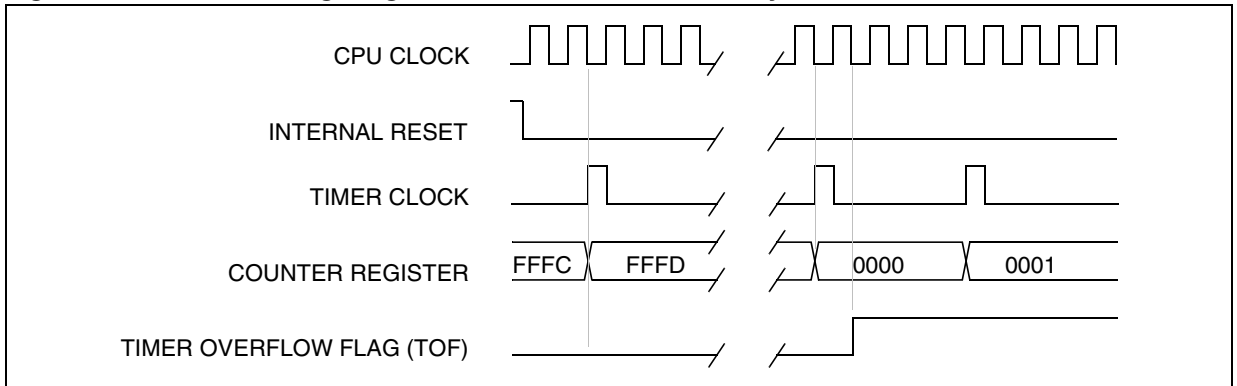 CPU CLOCK
INTERNAL RESET
TIMER CLOCK
COUNTER REGISTER
FFFC
FFFD
0000
0001
TIMER OVERFLOW FLAG (TOF)